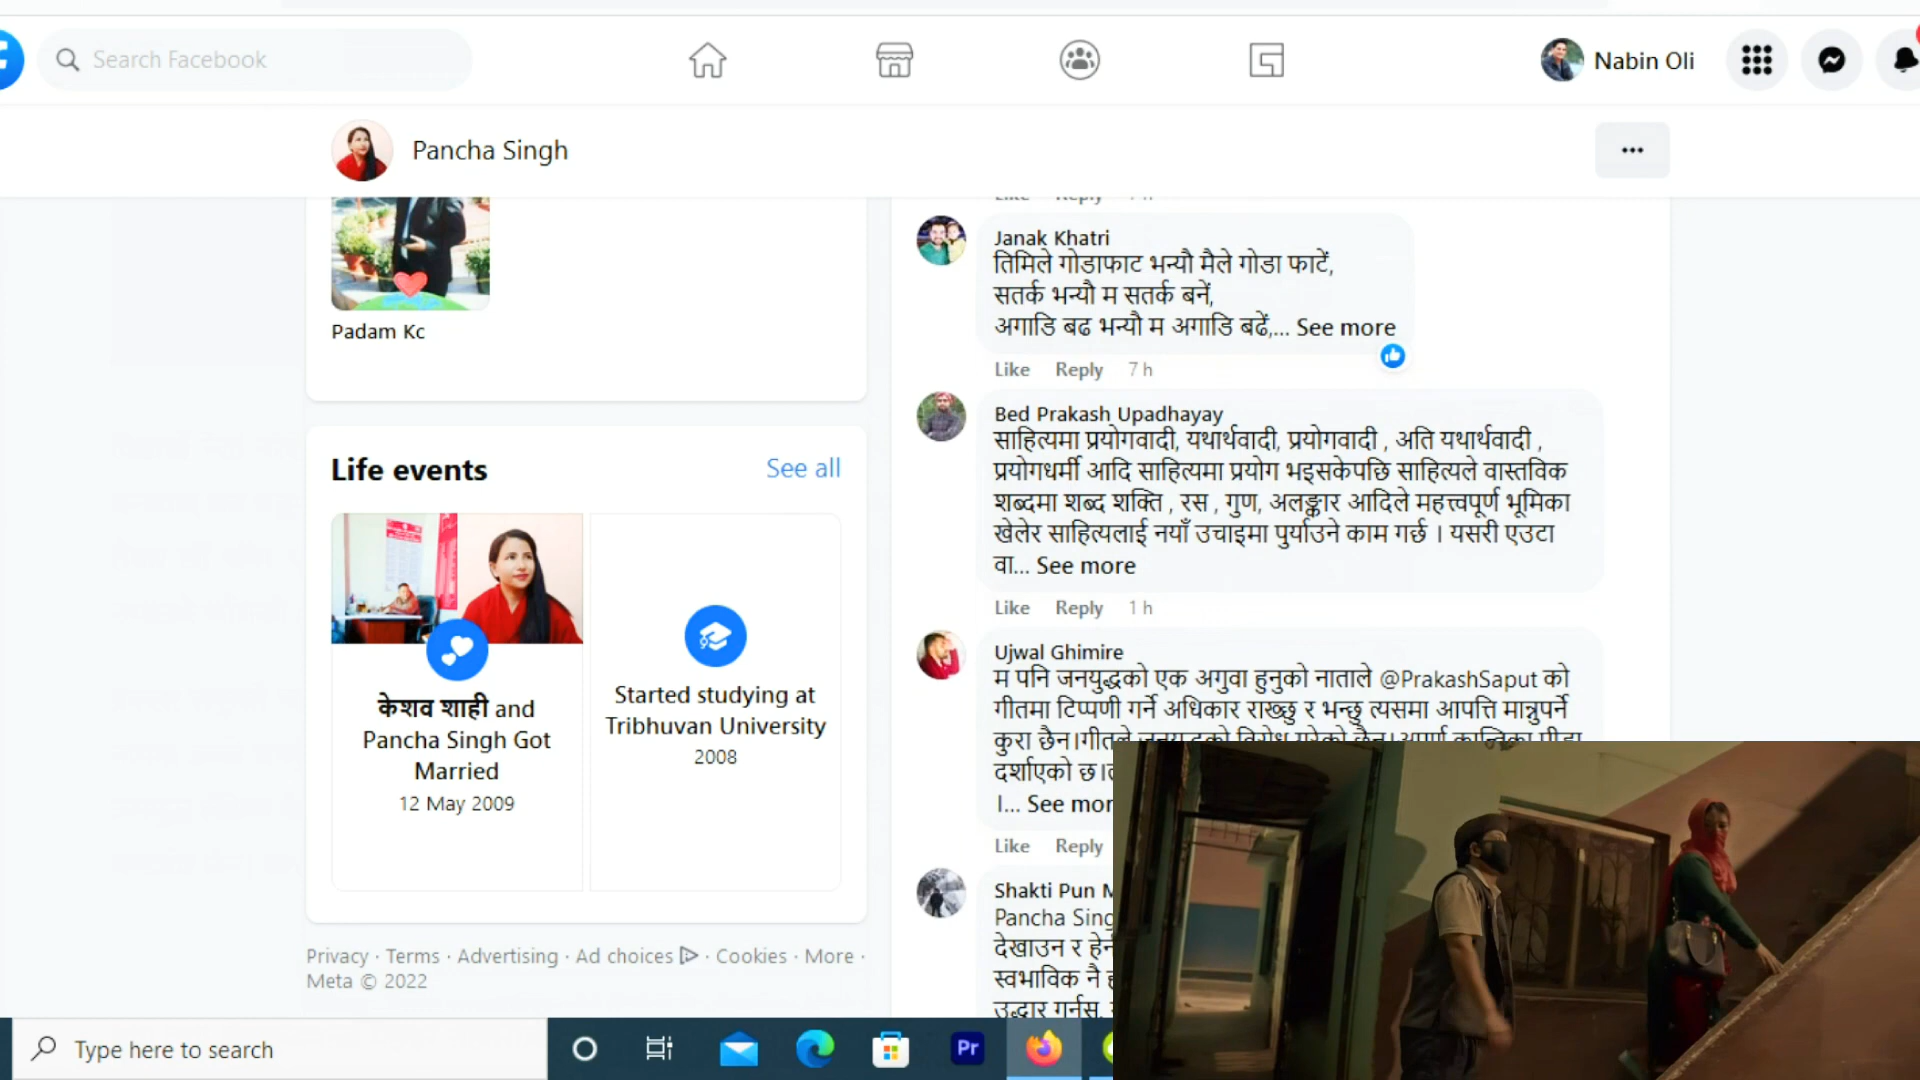 Search Facebook
Nabin Oli
Pancha Singh
Padam Kc
Life events
See all
केशव शाही and
Pancha Singh Got
Married
12 May 2009
Started studying at
Tribhuvan University
2008
Privacy · Terms · Advertising · Ad choices · Cookies · More ·
Meta © 2022
Like Reply
Janak Khatri
तिमिले गोडाफाट भन्यौ मैले गोडा फाटें,
सतर्क भन्यौ म सतर्क बनें,
अगाडि बढ भन्यौ म अगाडि बढें,... See more
Like Reply 7 h
Bed Prakash Upadhayay
साहित्यमा प्रयोगवादी, यथार्थवादी, प्रयोगवादी , अति यथार्थवादी ,
प्रयोगधर्मी आदि साहित्यमा प्रयोग भइसकेपछि साहित्यले वास्तविक
शब्दमा शब्द शक्ति , रस , गुण, अलङ्कार आदिले महत्त्वपूर्ण भूमिका
खेलेर साहित्यलाई नयाँ उचाइमा पुर्याउने काम गर्छ । यसरी एउटा
वा... See more
Like Reply 1 h
Ujwal Ghimire
म पनि जनयुद्धको एक अगुवा हुनुको नाताले @PrakashSaput को
गीतमा टिप्पणी गर्ने अधिकार राख्छु र भन्छु त्यसमा आपत्ति मान्नुपर्ने
कुरा छैन।गीतले जनयुद्धको विरोध गरेको छैन।अपूर्ण क्रान्तिका पीडा
दर्शाएको छ।
।... See mor
Like Reply
Shakti Pun M
Pancha Sing
देखाउन र हेर्न
स्वभाविक नै
उद्धार गर्नुस्,
Type here to search
Pr